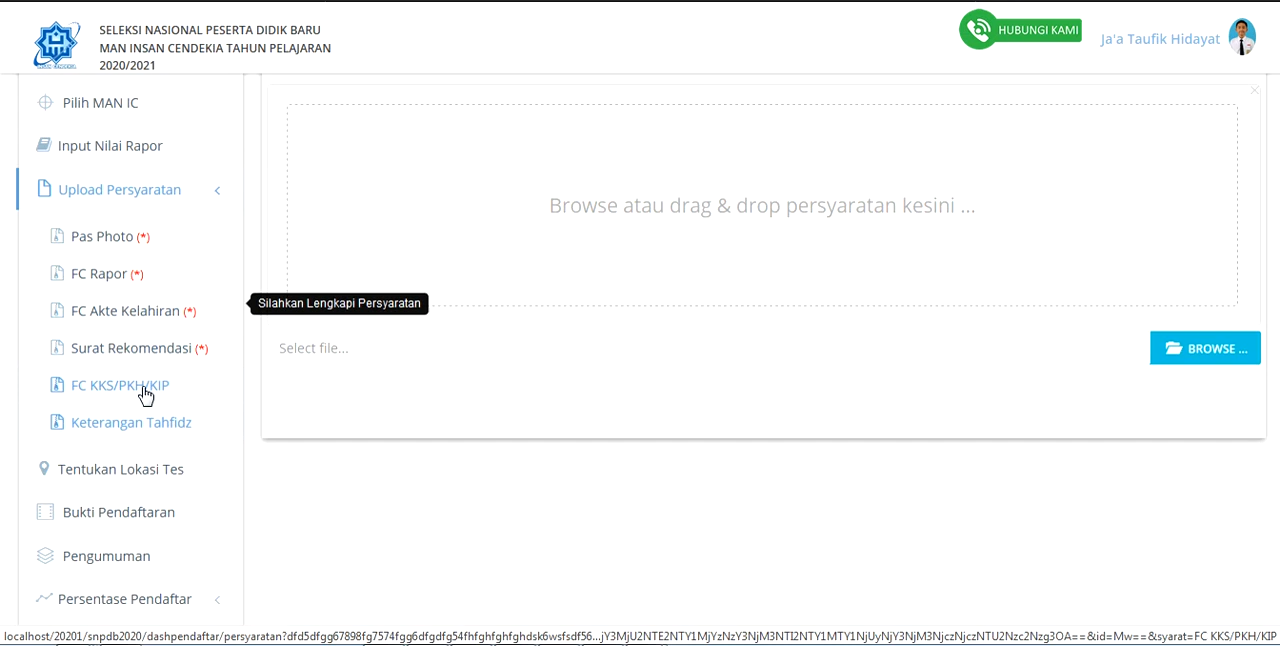 SELEKSI NASIONAL PESERTA DIDIK BARU
MAN INSAN CENDEKIA TAHUN PELAJARAN
2020/2021
HUBUNGI KAMI
Ja'a Taufik Hidayat
Pilih MAN IC
Input Nilai Rapor
Upload Persyaratan
Pas Photo (*)
FC Rapor (*)
FC Akte Kelahiran (*)
Surat Rekomendasi (*)
FC KKS/PKH/KIP
Keterangan Tahfidz
Tentukan Lokasi Tes
Bukti Pendaftaran
Pengumuman
Persentase Pendaftar
Browse atau drag & drop persyaratan kesini ...
Silahkan Lengkapi Persyaratan
Select file...
BROWSE ...
localhost/20201/snpdb2020/dashpendaftar/persyaratan?dfd5dfgg67898fg7574fgg6dfgdfg54fhfghfghfghdsk6wsfsdf56...jY3MjU2NTE2NTY1MjYzNzY3NjM3NTI2NTY1MTY1NjUyNjY3NjM3NjczNjczNTU2Nzc2Nzg3OA==&id=Mw==&syarat=FC KKS/PKH/KIP